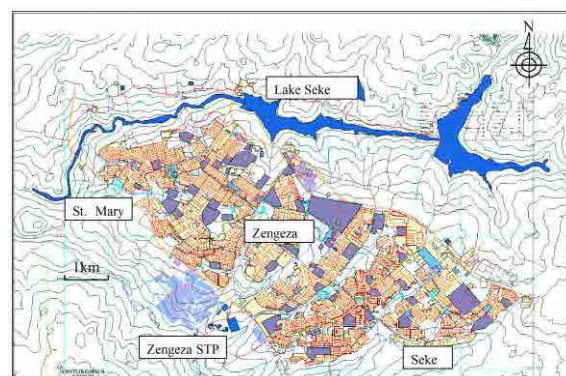 N
Lake Seke
St. Mary
Zengeza
1km
Zengeza STP
Seke